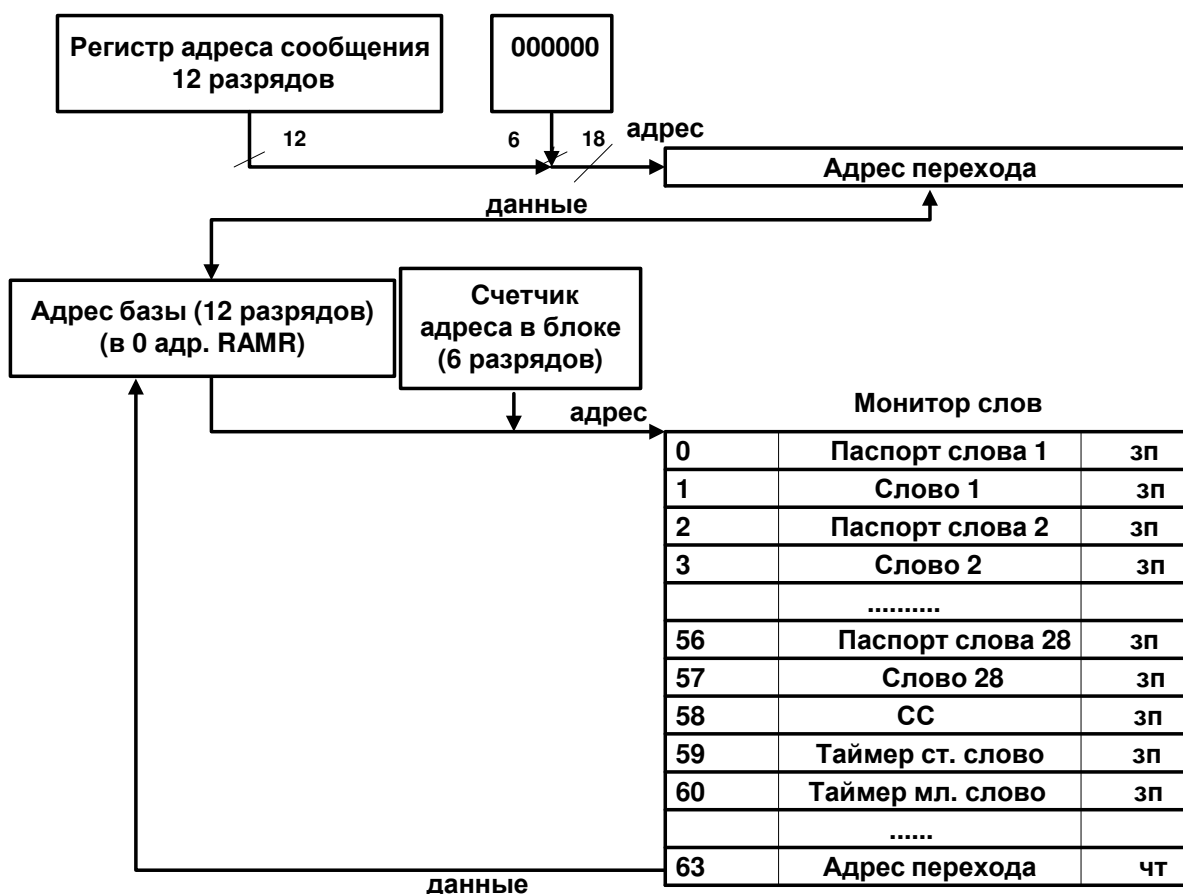 Регистр адреса сообщения
12 разрядов
000000
12
6
18
адрес
Адрес перехода
данные
Адрес базы (12 разрядов)
(в 0 адр. RAMR)
Счетчик
адреса в блоке
(6 разрядов)
адрес
Монитор слов
0 Паспорт слова 1 зп
1 Слово 1 зп
2 Паспорт слова 2 зп
3 Слово 2 зп
..........
56 Паспорт слова 28 зп
57 Слово 28 зп
58 СС зп
59 Таймер ст. слово зп
60 Таймер мл. слово зп
......
63 Адрес перехода чт
данные